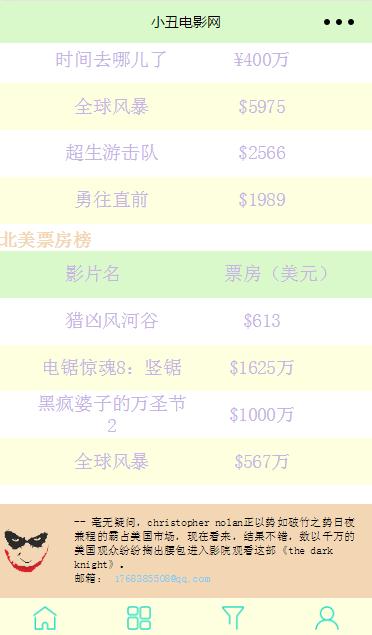 小丑电影网
时间去哪儿了 ¥400万
全球风暴 $5975
超生游击队 $2566
勇往直前 $1989
北美票房榜
影片名 票房（美元）
猎凶风河谷 $613
电锯惊魂8：竖锯 $1625万
黑疯婆子的万圣节
2 $1000万
全球风暴 $567万
-- 毫无疑问，christopher nolan正以势如破竹之势日夜
兼程的霸占美国市场，现在看来，结果不错，数以千万的
美国观众纷纷掏出腰包进入影院观看这部《the dark
knight》.
邮箱： 1768385508@qq.com